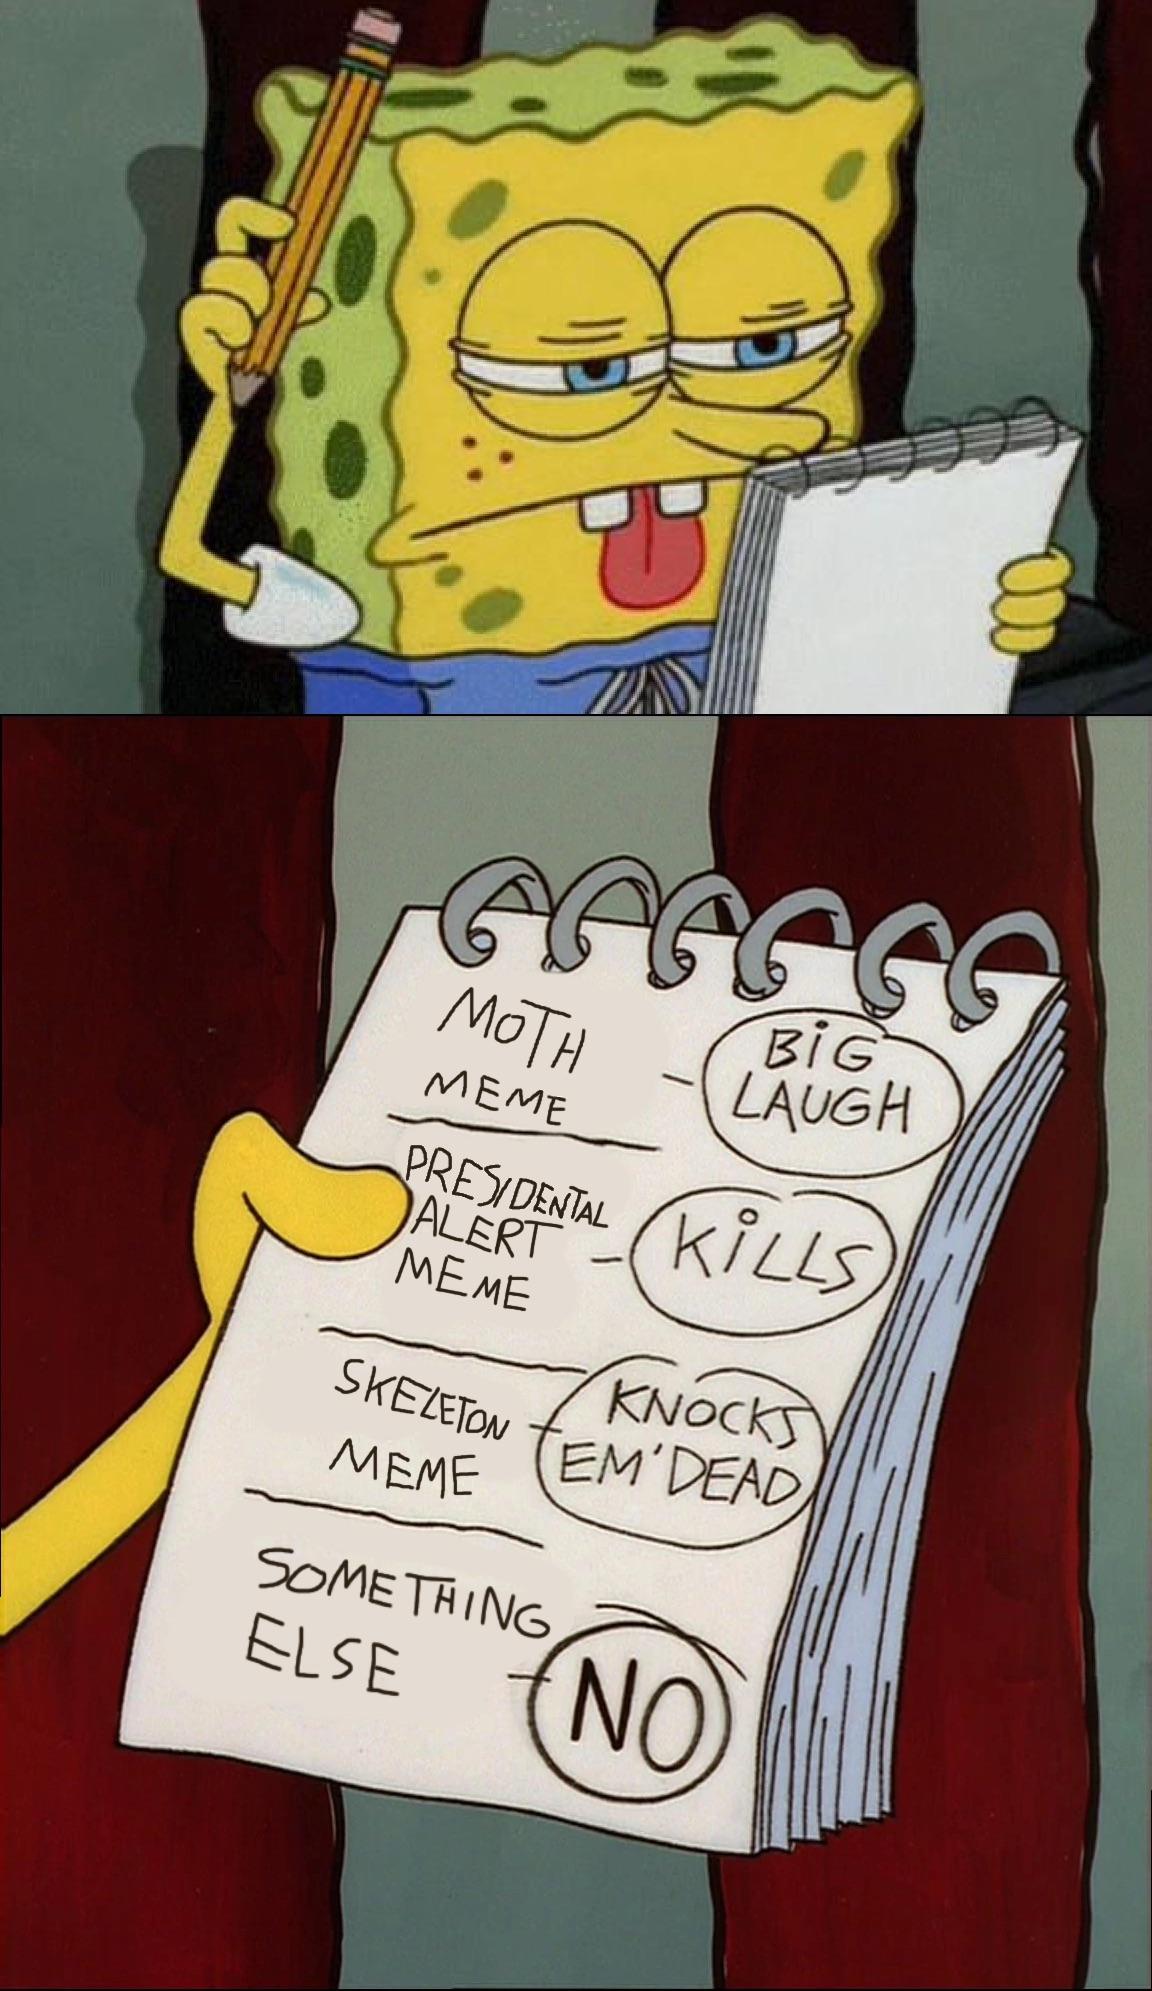 MOTH
MEME
- BiG
LAUGH
PRESIDENTAL
ALERT
MEME
- KiLLS
SKELETON
MEME
- KNOCKS
EM'DEAD
SOMETHING
ELSE
- NO